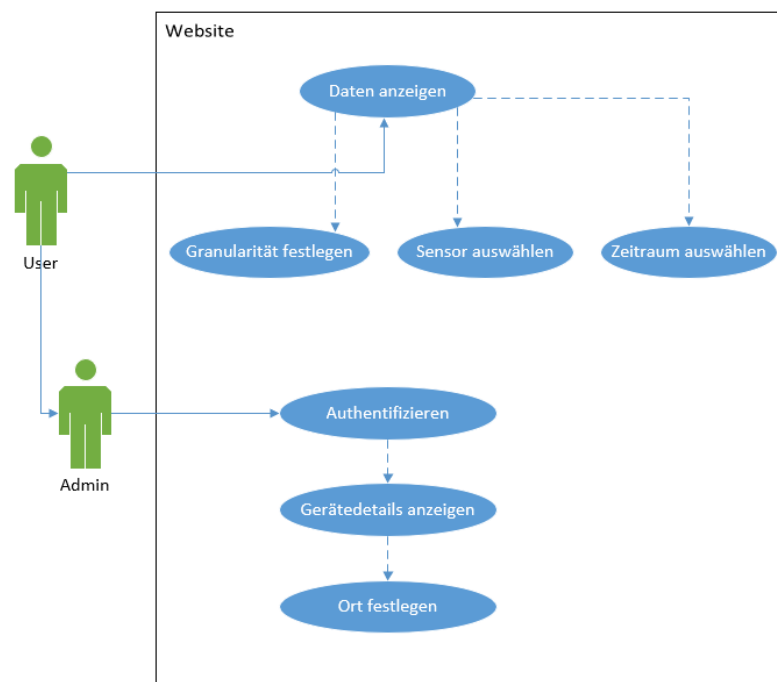 Website
Daten anzeigen
Granularität festlegen
Sensor auswählen
Zeitraum auswählen
User
Authentifizieren
Admin
Gerätedetails anzeigen
Ort festlegen